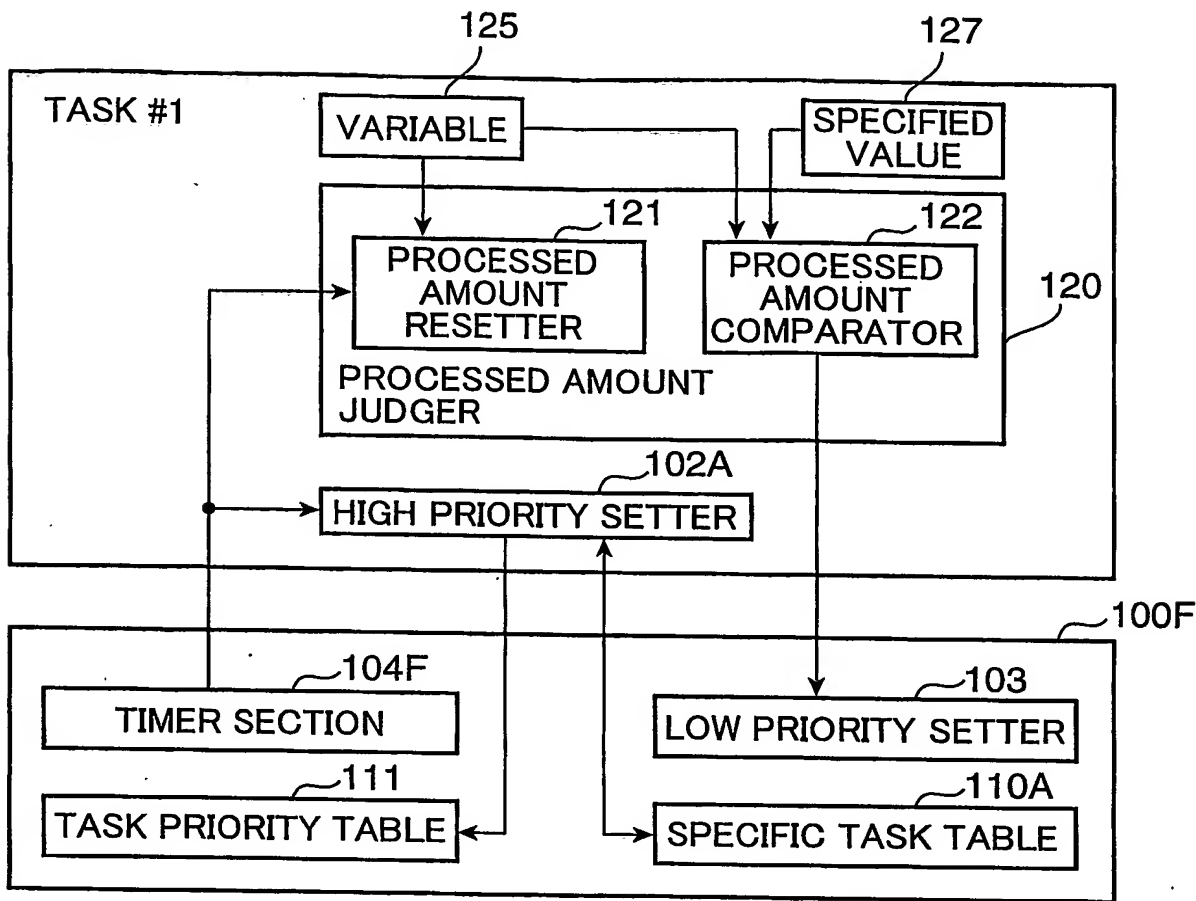 125
127
TASK #1
VARIABLE
SPECIFIED
VALUE
121
122
PROCESSED
AMOUNT
RESETTER
PROCESSED
AMOUNT
COMPARATOR
120
PROCESSED AMOUNT
JUDGER
102A
HIGH PRIORITY SETTER
100F
104F
103
TIMER SECTION
LOW PRIORITY SETTER
111
110A
TASK PRIORITY TABLE
SPECIFIC TASK TABLE